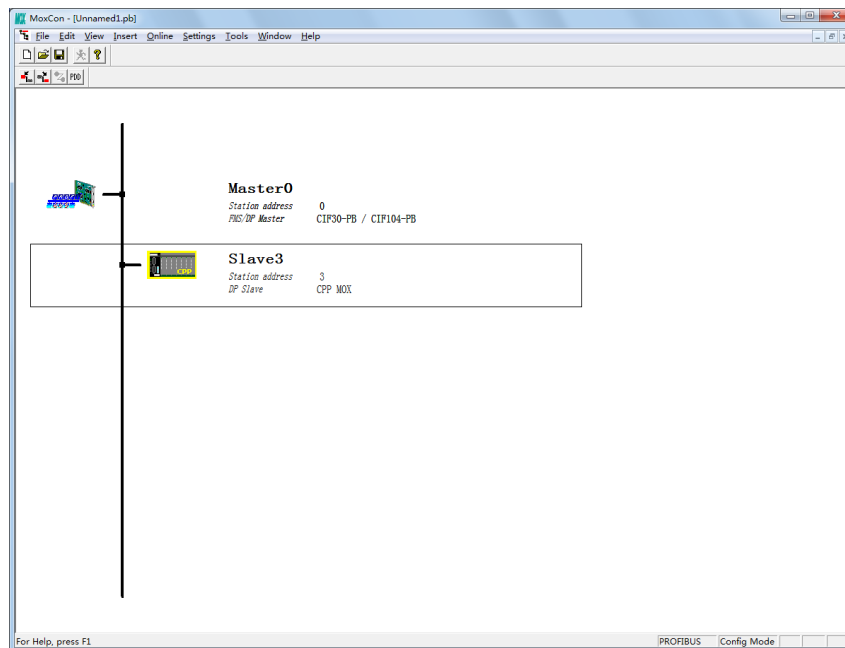 MoxCon - [Unnamed1.pb]
File Edit View Insert Online Settings Tools Window Help
PDD
Master0
Station address 0
FMS/DP Master CIF30-PB / CIF104-PB
CPP
Slave3
Station address 3
DP Slave CPP MOX
For Help, press F1
PROFIBUS Config Mode